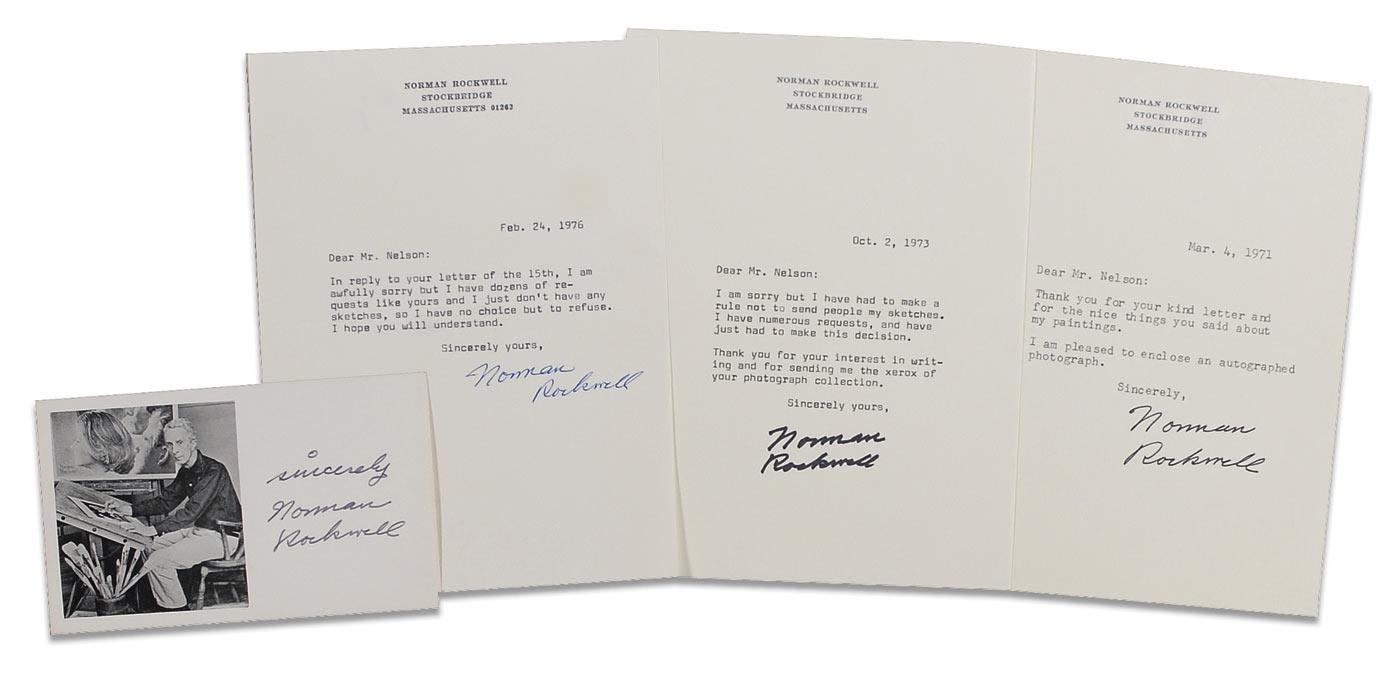 NORMAN ROCKWELL
STOCKBRIDGE
MASSACHUSETTS 01262
Feb. 24, 1976
Dear Mr. Nelson:
In reply to your letter of the 15th, I am
awfully sorry but I have dozens of re-
quests like yours and I just don't have any
sketches, so I have no choice but to refuse.
I hope you will understand.
Sincerely yours,
Norman
Rockwell
NORMAN ROCKWELL
STOCKBRIDGE
MASSACHUSETTS
Oct. 2, 1973
Dear Mr. Nelson:
I am sorry but I have had to make a
rule not to send people my sketches.
I have numerous requests, and have
just had to make this decision.
Thank you for your interest in writ-
ing and for sending me the xerox of
your photograph collection.
Sincerely yours,
Norman
Rockwell
NORMAN ROCKWELL
STOCKBRIDGE
MASSACHUSETTS
Mar. 4, 1971
Dear Mr. Nelson:
Thank you for your kind letter and
for the nice things you said about
my paintings.
I am pleased to enclose an autographed
photograph.
Sincerely,
Norman
Rockwell
sincerely
Norman
Rockwell